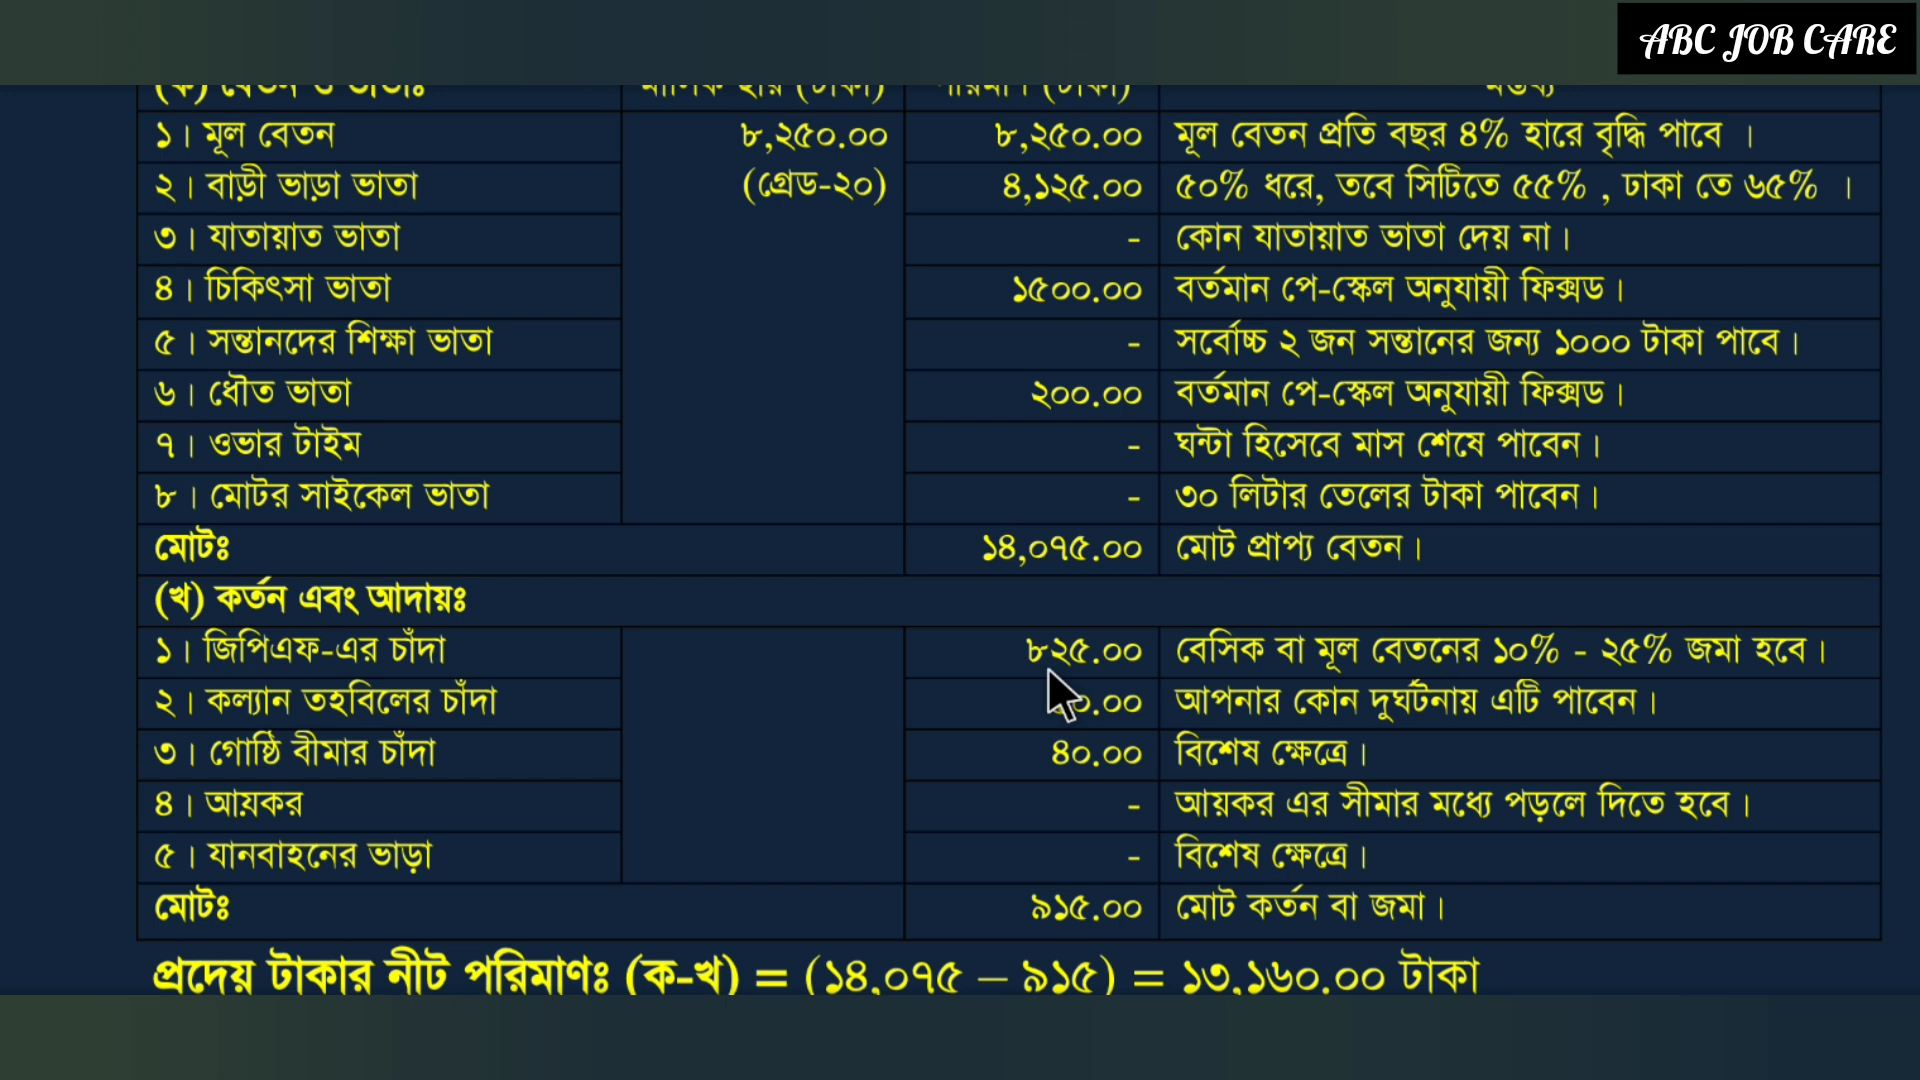 ABC JOB CARE
(ক) বেতন ও ভাতাঃ মাসিক হার (টাকা) পরিমাণ (টাকা) মন্তব্য
১। মূল বেতন ৮,২৫০.০০ ৮,২৫০.০০ মূল বেতন প্রতি বছর ৪% হারে বৃদ্ধি পাবে ।
২। বাড়ী ভাড়া ভাতা (গ্রেড-২০) ৪,১২৫.০০ ৫০% ধরে, তবে সিটিতে ৫৫% , ঢাকা তে ৬৫% ।
৩। যাতায়াত ভাতা - কোন যাতায়াত ভাতা দেয় না।
৪। চিকিৎসা ভাতা ১৫০০.০০ বর্তমান পে-স্কেল অনুযায়ী ফিক্সড।
৫। সন্তানদের শিক্ষা ভাতা - সর্বোচ্চ ২ জন সন্তানের জন্য ১০০০ টাকা পাবে।
৬। ধৌত ভাতা ২০০.০০ বর্তমান পে-স্কেল অনুযায়ী ফিক্সড।
৭। ওভার টাইম - ঘন্টা হিসেবে মাস শেষে পাবেন।
৮। মোটর সাইকেল ভাতা - ৩০ লিটার তেলের টাকা পাবেন।
মোটঃ ১৪,০৭৫.০০ মোট প্রাপ্য বেতন।
(খ) কর্তন এবং আদায়ঃ
১। জিপিএফ-এর চাঁদা ৮২৫.০০ বেসিক বা মূল বেতনের ১০% - ২৫% জমা হবে।
২। কল্যান তহবিলের চাঁদা আপনার কোন দুর্ঘটনায় এটি পাবেন।
৩। গোষ্ঠি বীমার চাঁদা ৪০.০০ বিশেষ ক্ষেত্রে।
৪। আয়কর - আয়কর এর সীমার মধ্যে পড়লে দিতে হবে।
৫। যানবাহনের ভাড়া - বিশেষ ক্ষেত্রে।
মোটঃ ৯১৫.০০ মোট কর্তন বা জমা।
প্রদেয় টাকার নীট পরিমাণঃ (ক-খ) = (১৪,০৭৫ – ৯১৫) = ১৩,১৬০.০০ টাকা